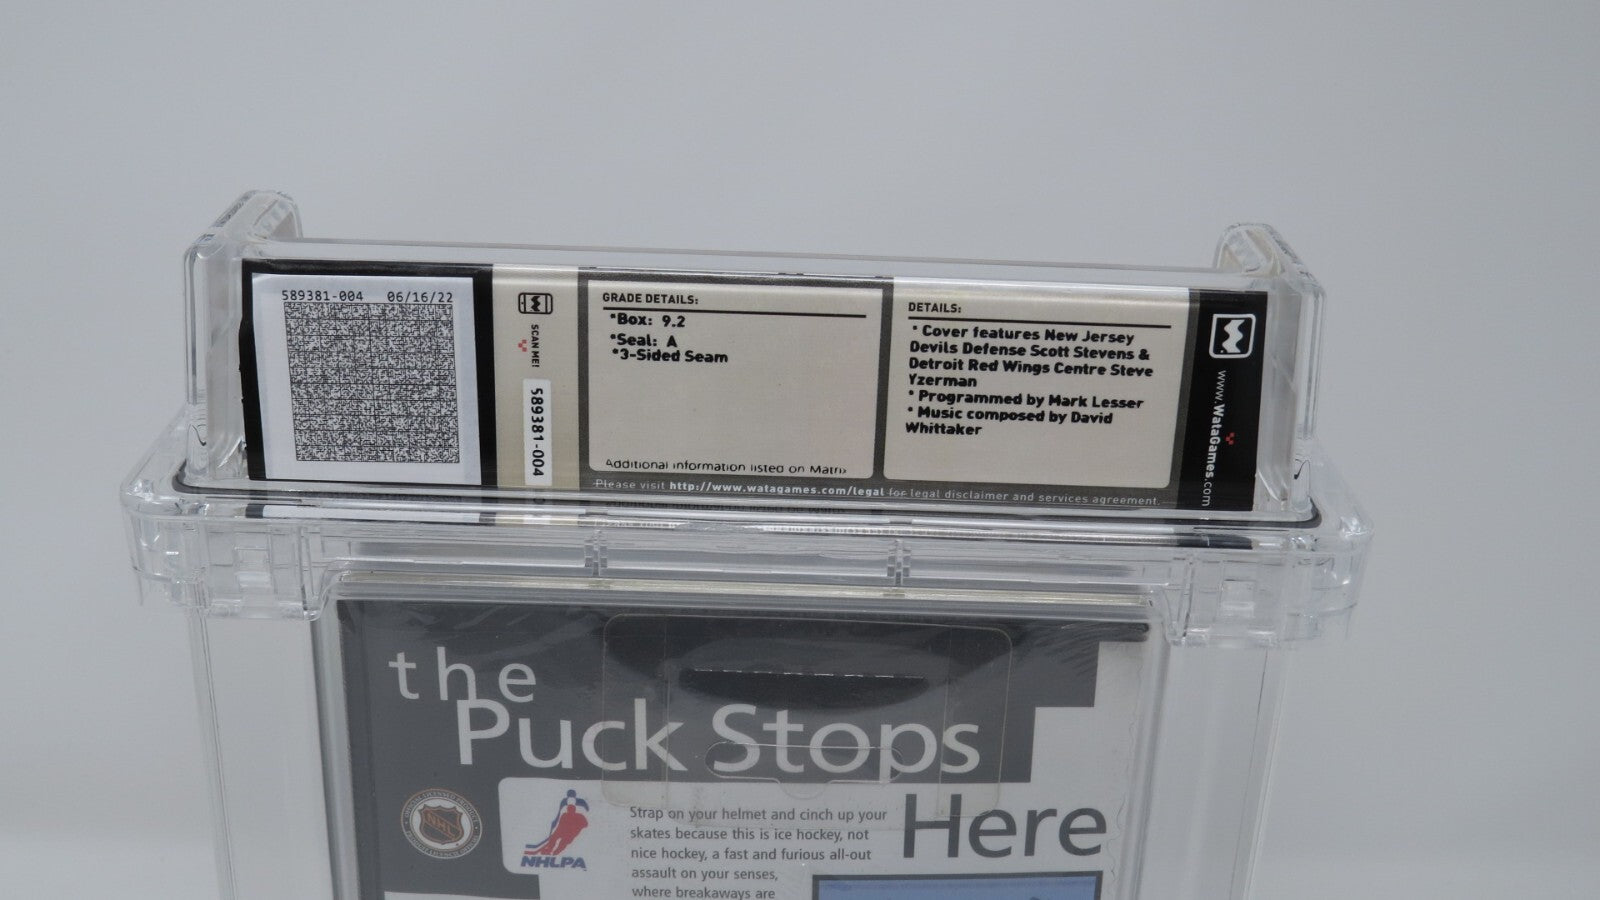 589381-004 06/16/22
SCAN ME!
589381-004
GRADE DETAILS:
*Box: 9.2
*Seal: A
*3-Sided Seam
Additional information listed on Matrix
DETAILS:
* Cover features New Jersey
Devils Defense Scott Stevens &
Detroit Red Wings Centre Steve
Yzerman
* Programmed by Mark Lesser
* Music composed by David
Whittaker
Please visit http://www.watagames.com/legal for legal disclaimer and services agreement.
W
www.WataGames.com
the
Puck Stops
Here
NHL
NHLPA
Strap on your helmet and cinch up your
skates because this is ice hockey, not
nice hockey, a fast and furious all-out
assault on your senses,
where breakaways are